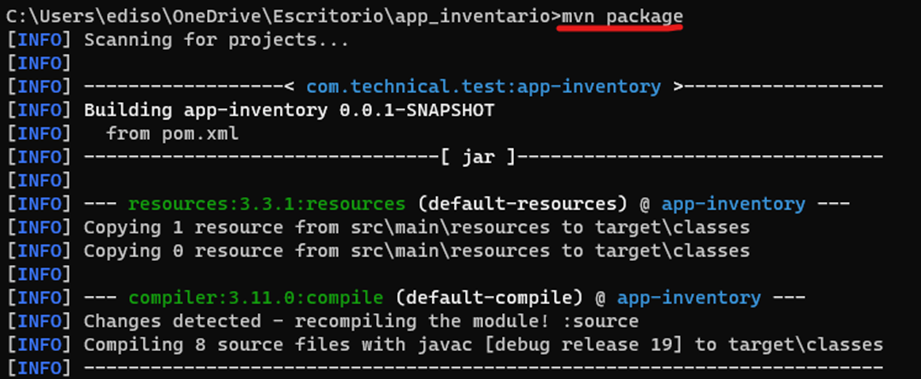 C:\Users\ediso\OneDrive\Escritorio\app_inventario>mvn package
[INFO] Scanning for projects...
[INFO]
[INFO] ------------------< com.technical.test:app-inventory >------------------
[INFO] Building app-inventory 0.0.1-SNAPSHOT
[INFO]   from pom.xml
[INFO] --------------------------------[ jar ]---------------------------------
[INFO]
[INFO] --- resources:3.3.1:resources (default-resources) @ app-inventory ---
[INFO] Copying 1 resource from src\main\resources to target\classes
[INFO] Copying 0 resource from src\main\resources to target\classes
[INFO]
[INFO] --- compiler:3.11.0:compile (default-compile) @ app-inventory ---
[INFO] Changes detected - recompiling the module! :source
[INFO] Compiling 8 source files with javac [debug release 19] to target\classes
[INFO] ------------------------------------------------------------------------